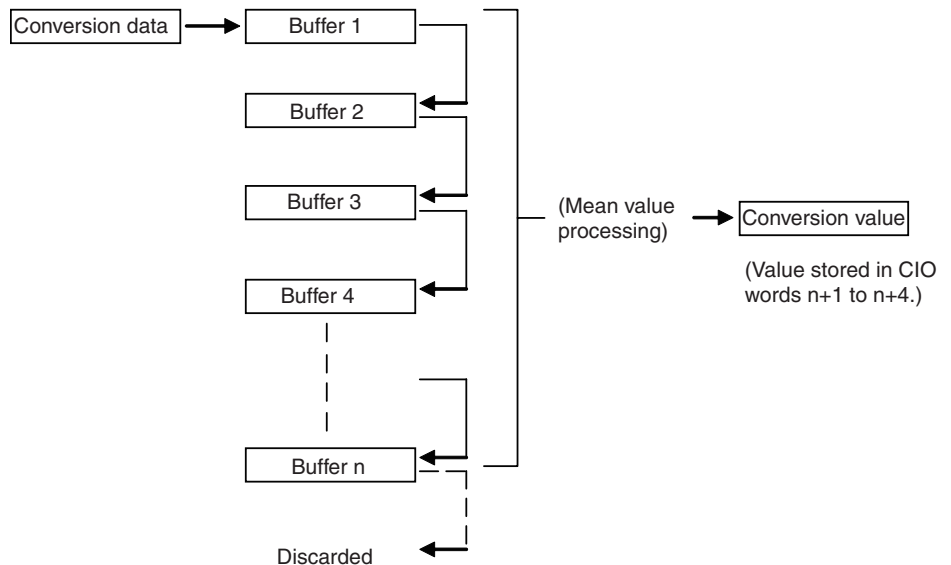 Conversion data
Buffer 1
Buffer 2
Buffer 3
Buffer 4
Buffer n
Discarded
(Mean value
processing)
Conversion value
(Value stored in CIO
words n+1 to n+4.)